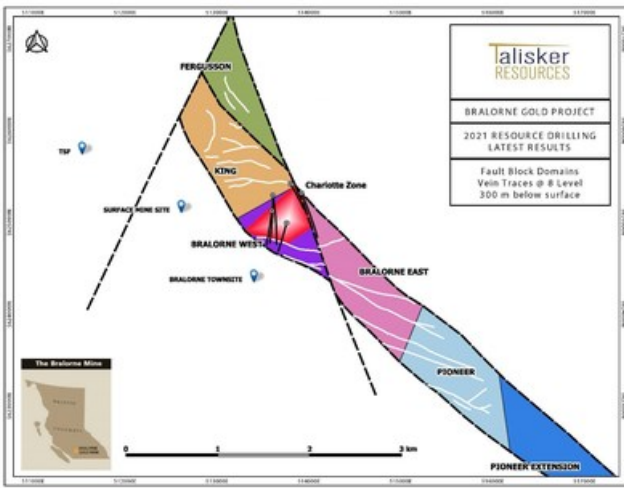 Talisker
RESOURCES
BRALORNE GOLD PROJECT
2021 RESOURCE DRILLING
LATEST RESULTS
Fault Block Domains
Vein Traces @ 8 Level
300 m below surface
FERGUSSON
TSF
KING
Charlotte Zone
SURFACE MINE SITE
BRALORNE WEST
BRALORNE EAST
BRALORNE TOWNSITE
PIONEER
The Bralorne Mine
BRITISH
COLUMBIA
0 1 2 3 km
PIONEER EXTENSION